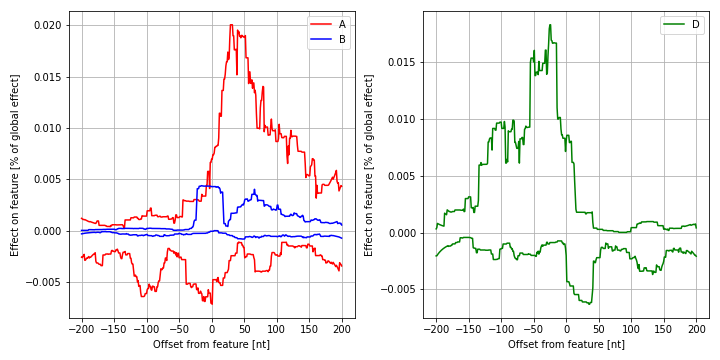 Effect on feature [% of global effect]
0.020
0.015
0.010
0.005
0.000
−0.005
−200 −150 −100 −50 0 50 100 150 200
Offset from feature [nt]
A
B
Effect on feature [% of global effect]
0.015
0.010
0.005
0.000
−0.005
−200 −150 −100 −50 0 50 100 150 200
Offset from feature [nt]
D